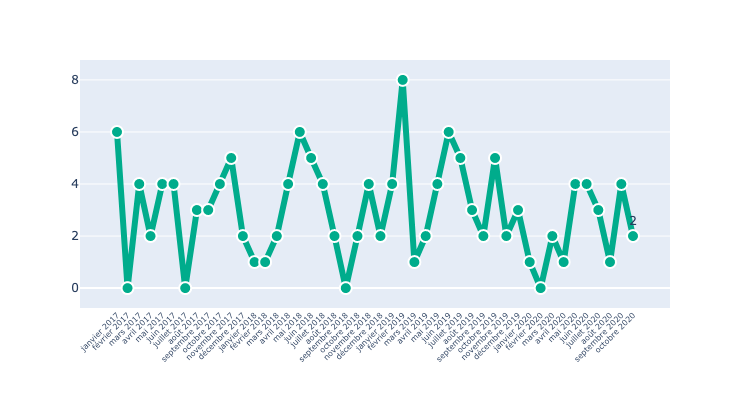 8
6
4
2
0
2
janvier 2017
février 2017
mars 2017
avril 2017
mai 2017
juin 2017
juillet 2017
août 2017
septembre 2017
octobre 2017
novembre 2017
décembre 2017
janvier 2018
février 2018
mars 2018
avril 2018
mai 2018
juin 2018
juillet 2018
août 2018
septembre 2018
octobre 2018
novembre 2018
décembre 2018
janvier 2019
février 2019
mars 2019
avril 2019
mai 2019
juin 2019
juillet 2019
août 2019
septembre 2019
octobre 2019
novembre 2019
décembre 2019
janvier 2020
février 2020
mars 2020
avril 2020
mai 2020
juin 2020
juillet 2020
août 2020
septembre 2020
octobre 2020